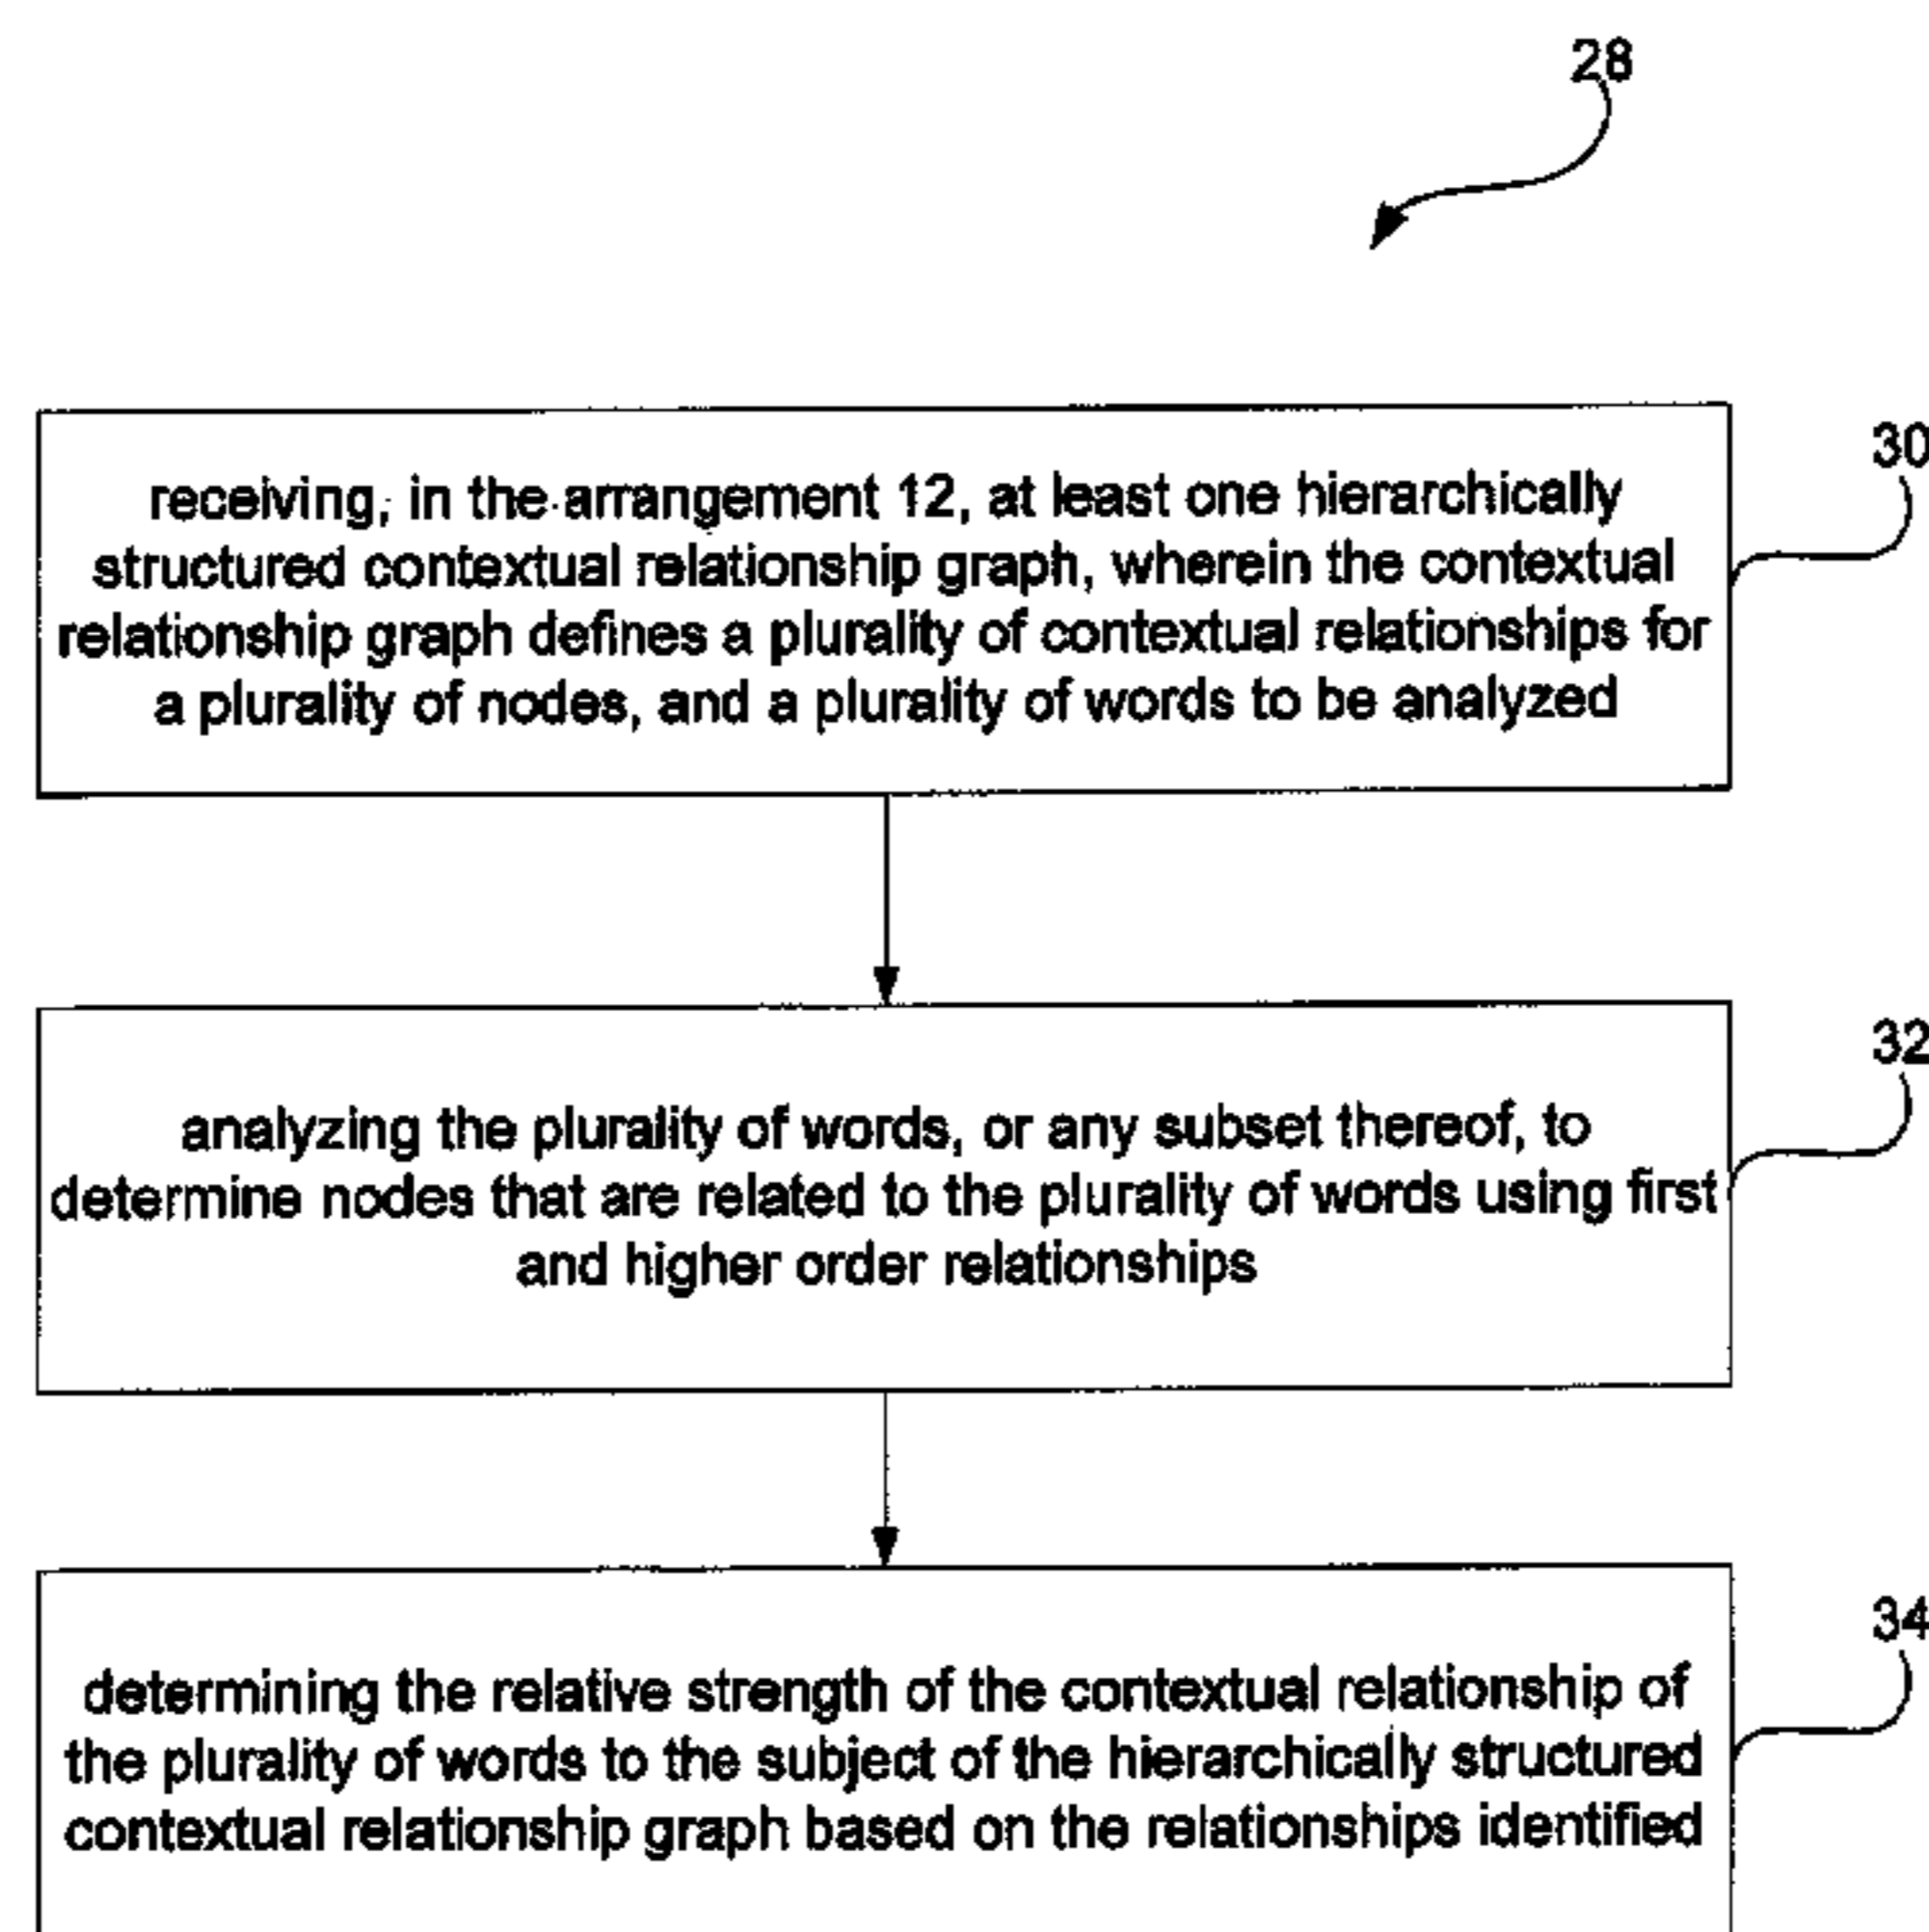 28
30
receiving, in the arrangement 12, at least one hierarchically
structured contextual relationship graph, wherein the contextual
relationship graph defines a plurality of contextual relationships for
a plurality of nodes, and a plurality of words to be analyzed
32
analyzing the plurality of words, or any subset thereof, to
determine nodes that are related to the plurality of words using first
and higher order relationships
34
determining the relative strength of the contextual relationship of
the plurality of words to the subject of the hierarchically structured
contextual relationship graph based on the relationships identified